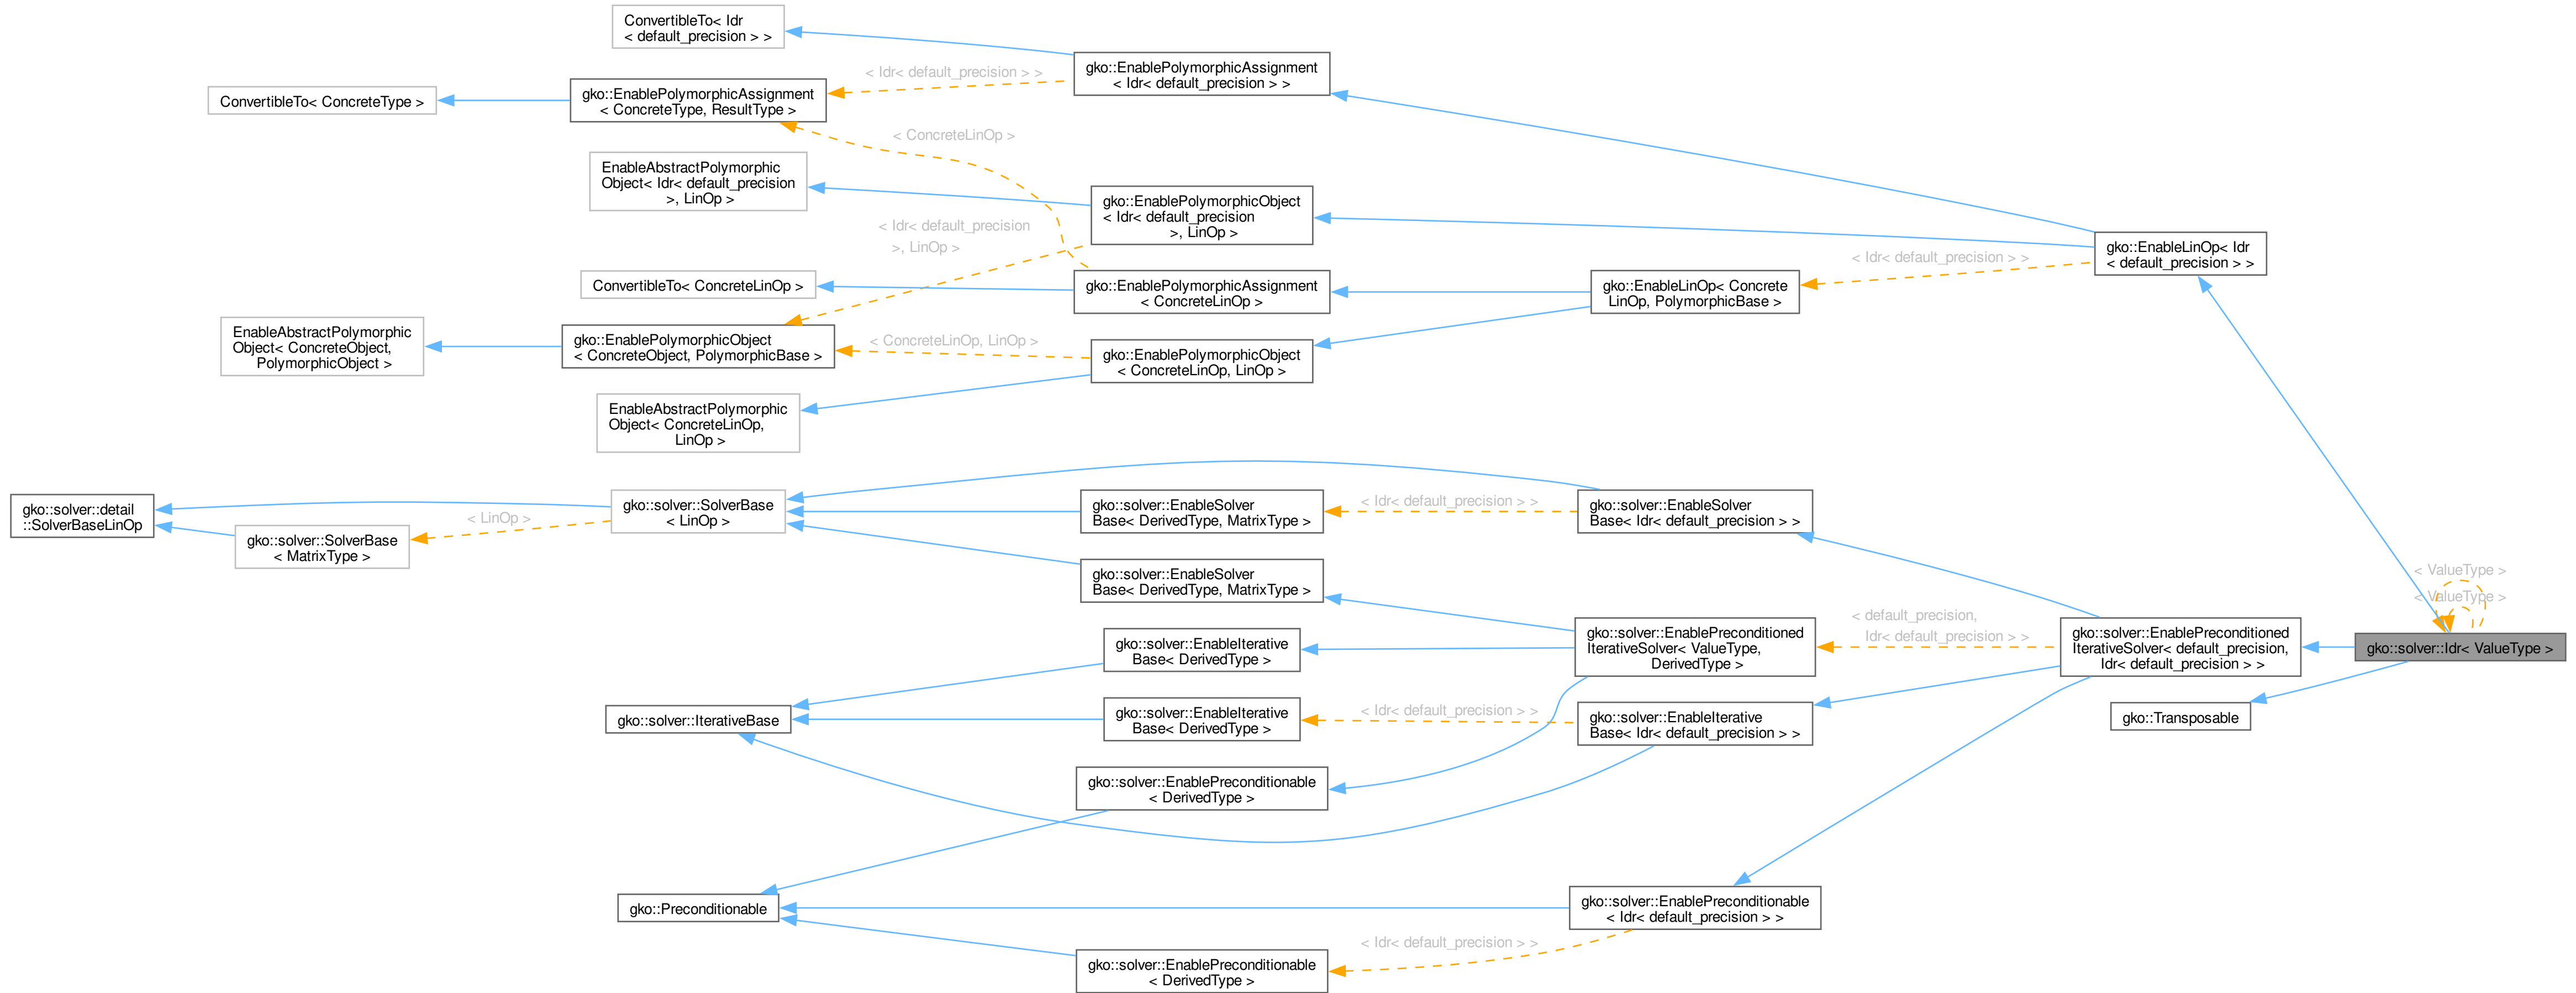 ConvertibleTo< Idr
< default_precision > >
gko::EnablePolymorphicAssignment
< Idr< default_precision > >
< Idr< default_precision > >
gko::EnablePolymorphicAssignment
< ConcreteType, ResultType >
ConvertibleTo< ConcreteType >
< ConcreteLinOp >
EnableAbstractPolymorphic
Object< Idr< default_precision
>, LinOp >
gko::EnablePolymorphicObject
< Idr< default_precision
>, LinOp >
< Idr< default_precision
>, LinOp >
gko::EnableLinOp< Idr
< default_precision > >
< Idr< default_precision > >
ConvertibleTo< ConcreteLinOp >
gko::EnablePolymorphicAssignment
< ConcreteLinOp >
gko::EnableLinOp< Concrete
LinOp, PolymorphicBase >
EnableAbstractPolymorphic
Object< ConcreteObject,
PolymorphicObject >
gko::EnablePolymorphicObject
< ConcreteObject, PolymorphicBase >
< ConcreteLinOp, LinOp >
gko::EnablePolymorphicObject
< ConcreteLinOp, LinOp >
EnableAbstractPolymorphic
Object< ConcreteLinOp,
LinOp >
gko::solver::detail
::SolverBaseLinOp
< LinOp >
gko::solver::SolverBase
< LinOp >
gko::solver::SolverBase
< MatrixType >
gko::solver::EnableSolver
Base< DerivedType, MatrixType >
< Idr< default_precision > >
gko::solver::EnableSolver
Base< Idr< default_precision > >
gko::solver::EnableSolver
Base< DerivedType, MatrixType >
< ValueType >
< ValueType >
gko::solver::EnableIterative
Base< DerivedType >
gko::solver::EnablePreconditioned
IterativeSolver< ValueType,
DerivedType >
< default_precision,
Idr< default_precision > >
gko::solver::EnablePreconditioned
IterativeSolver< default_precision,
Idr< default_precision > >
gko::solver::Idr< ValueType >
gko::solver::IterativeBase
gko::solver::EnableIterative
Base< DerivedType >
< Idr< default_precision > >
gko::solver::EnableIterative
Base< Idr< default_precision > >
gko::Transposable
gko::solver::EnablePreconditionable
< DerivedType >
gko::Preconditionable
gko::solver::EnablePreconditionable
< Idr< default_precision > >
< Idr< default_precision > >
gko::solver::EnablePreconditionable
< DerivedType >